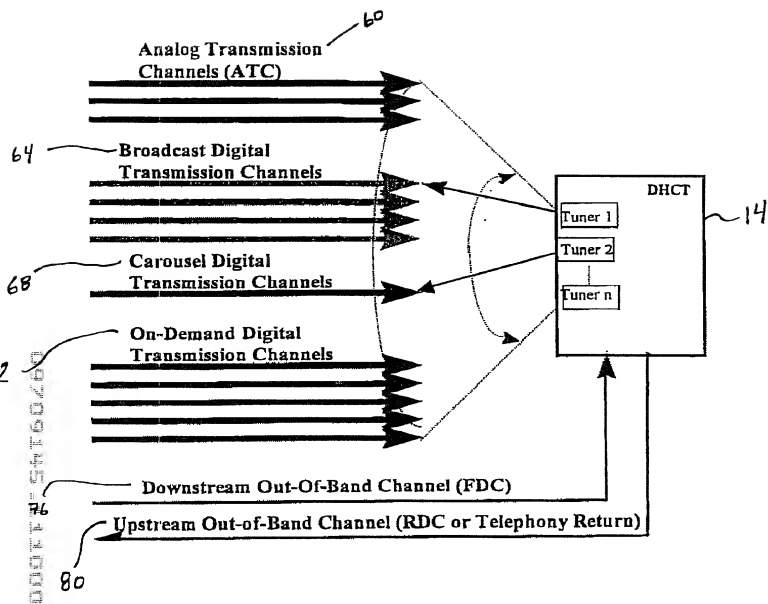 60
Analog Transmission
Channels (ATC)
64
Broadcast Digital
Transmission Channels
DHCT
14
Tuner 1
Tuner 2
Tuner n
68
Carousel Digital
Transmission Channels
2
On-Demand Digital
Transmission Channels
76
Downstream Out-Of-Band Channel (FDC)
80
Upstream Out-of-Band Channel (RDC or Telephony Return)